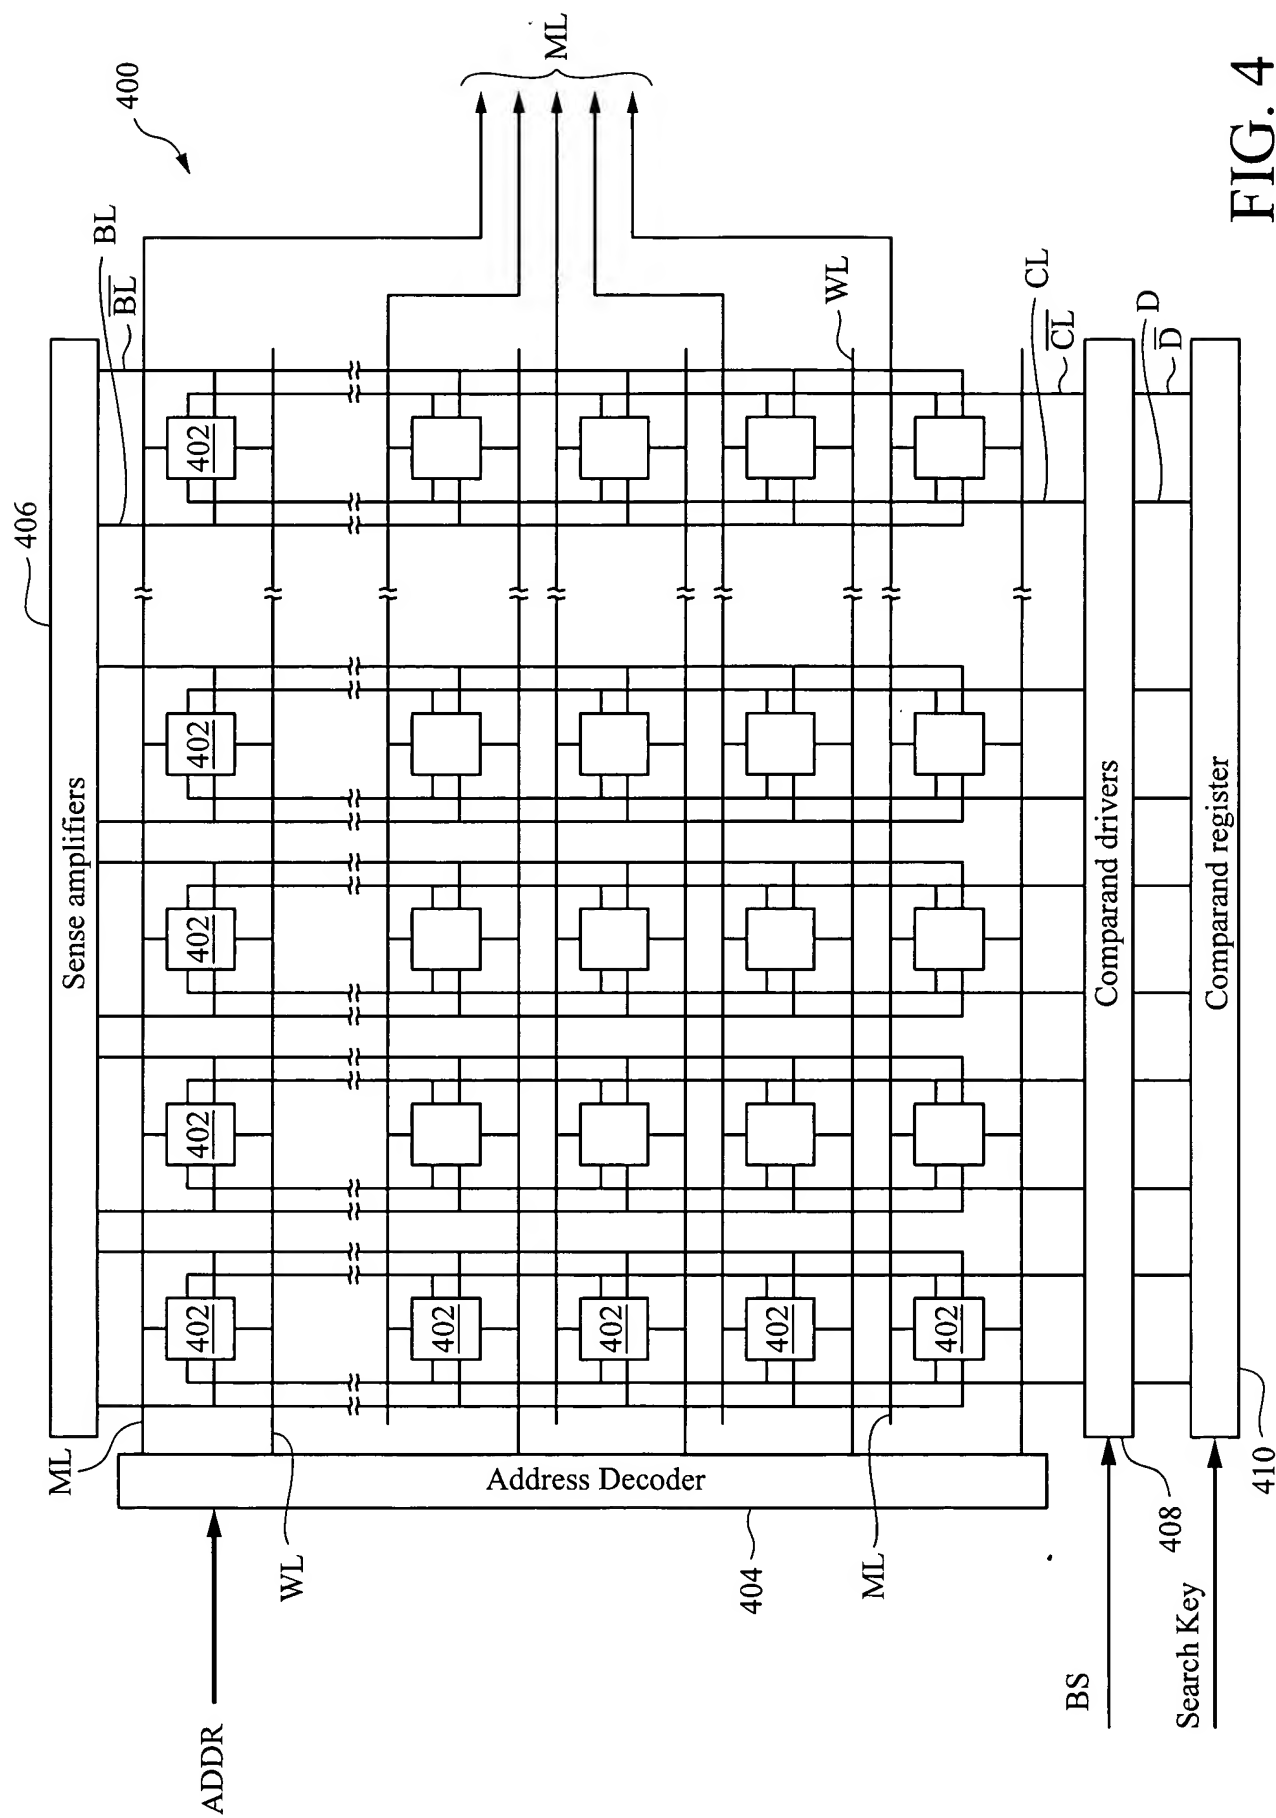 400
406
Sense amplifiers
BL
BL
ML
ML
402
402
402
402
402
WL
ADDR
Address Decoder
404
402
402
402
402
ML
WL
ML
CL
CL
BS
Comparand drivers
408
D
D
Search Key
Comparand register
410
FIG. 4